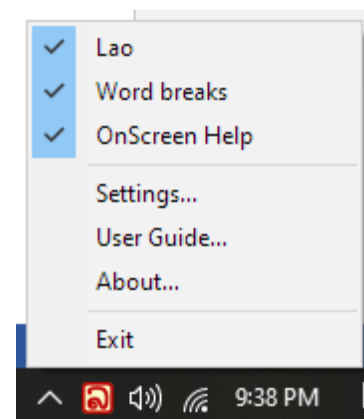 Lao
Word breaks
OnScreen Help
Settings...
User Guide...
About...
Exit
9:38 PM